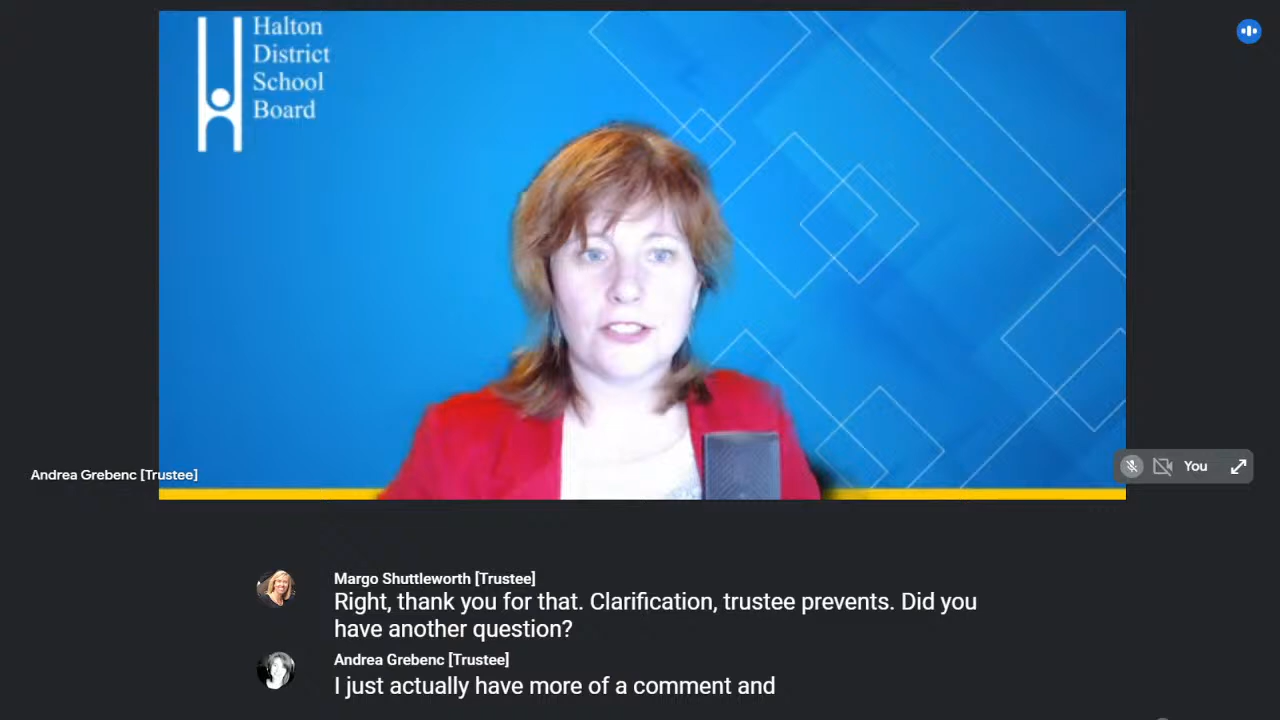 Halton
District
School
Board
Andrea Grebenc [Trustee]
You
Margo Shuttleworth [Trustee]
Right, thank you for that. Clarification, trustee prevents. Did you
have another question?
Andrea Grebenc [Trustee]
I just actually have more of a comment and